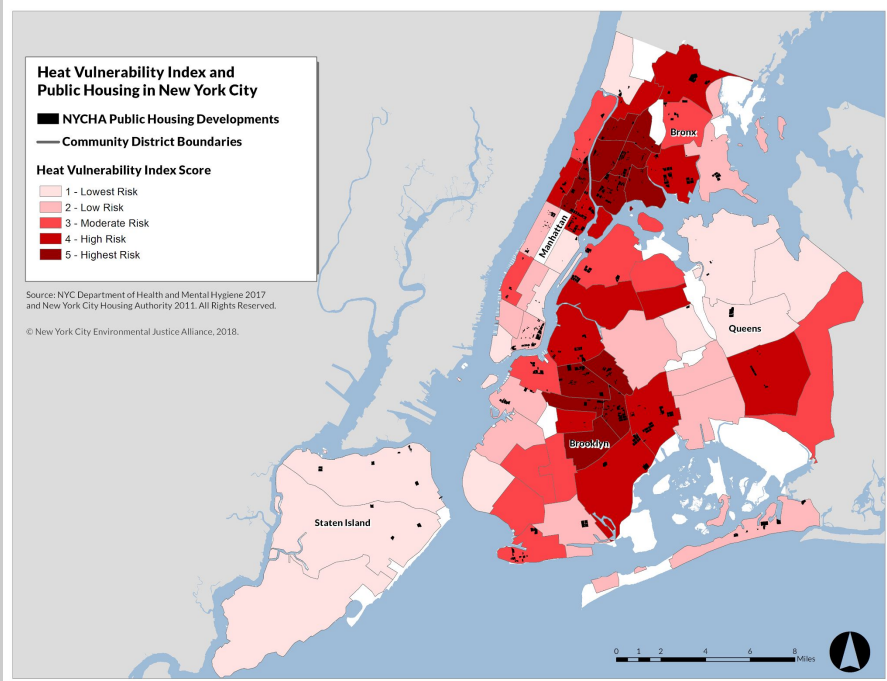 Heat Vulnerability Index and
Public Housing in New York City
NYCHA Public Housing Developments
Community District Boundaries
Heat Vulnerability Index Score
1 - Lowest Risk
2 - Low Risk
3 - Moderate Risk
4 - High Risk
5 - Highest Risk
Source: NYC Department of Health and Mental Hygiene 2017
and New York City Housing Authority 2011. All Rights Reserved.
© New York City Environmental Justice Alliance, 2018.
Bronx
Manhattan
Queens
Brooklyn
Staten Island
0 1 2 4 6 8
Miles